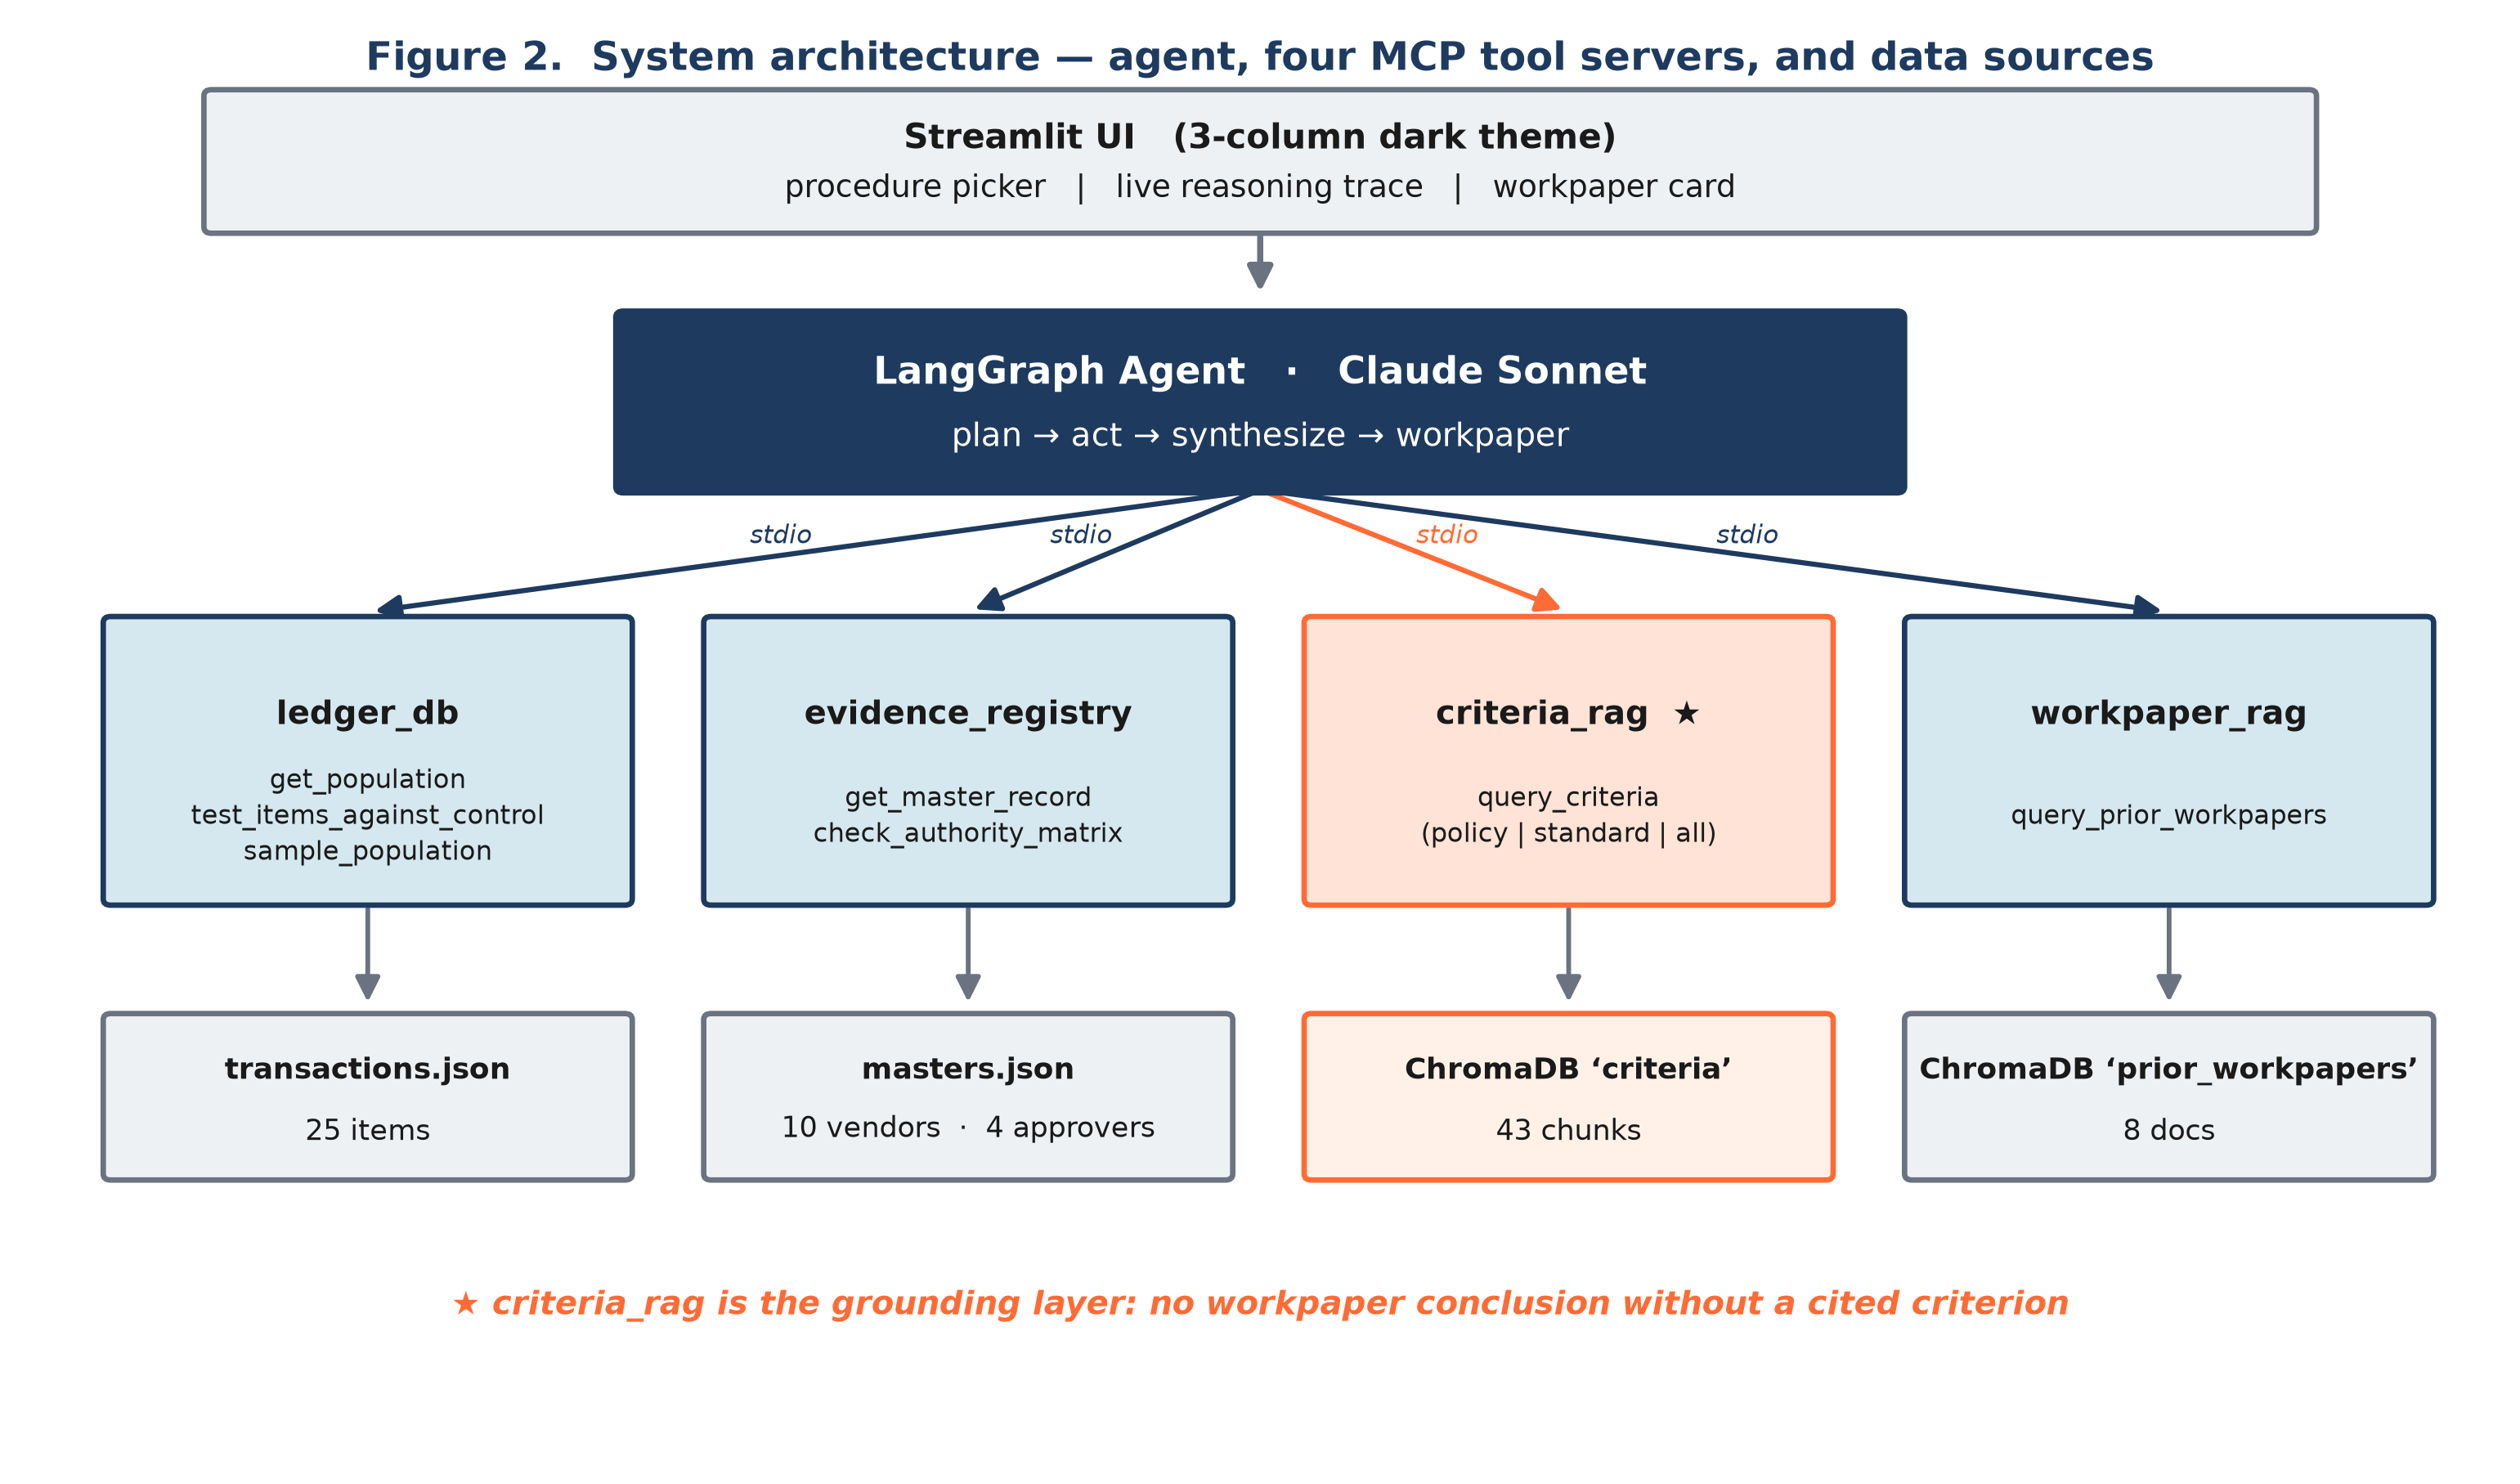 Figure 2.  System architecture — agent, four MCP tool servers, and data sources
Streamlit UI   (3-column dark theme)
procedure picker   |   live reasoning trace   |   workpaper card
LangGraph Agent   ·   Claude Sonnet
plan → act → synthesize → workpaper
stdio
stdio
stdio
stdio
ledger_db
get_population
test_items_against_control
sample_population
evidence_registry
get_master_record
check_authority_matrix
criteria_rag ★
query_criteria
(policy | standard | all)
workpaper_rag
query_prior_workpapers
transactions.json
25 items
masters.json
10 vendors  ·  4 approvers
ChromaDB ‘criteria’
43 chunks
ChromaDB ‘prior_workpapers’
8 docs
★ criteria_rag is the grounding layer: no workpaper conclusion without a cited criterion